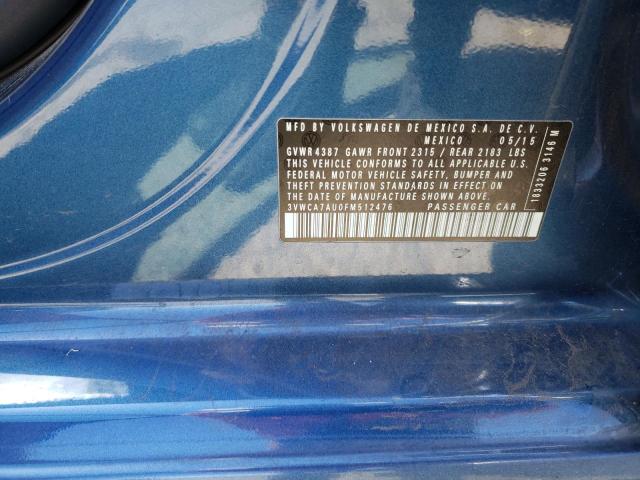 MFD BY VOLKSWAGEN DE MEXICO S.A. DE C.V.
MEXICO 05/15
GVWR 4387 GAWR FRONT 2315 / REAR 2183 LBS
THIS VEHICLE CONFORMS TO ALL APPLICABLE U.S.
FEDERAL MOTOR VEHICLE SAFETY, BUMPER AND
THEFT PREVENTION STANDARDS IN EFFECT ON
THE DATE OF MANUFACTURE SHOWN ABOVE.
3VWCA7AU0FM512476 PASSENGER CAR
1833206 3146 M